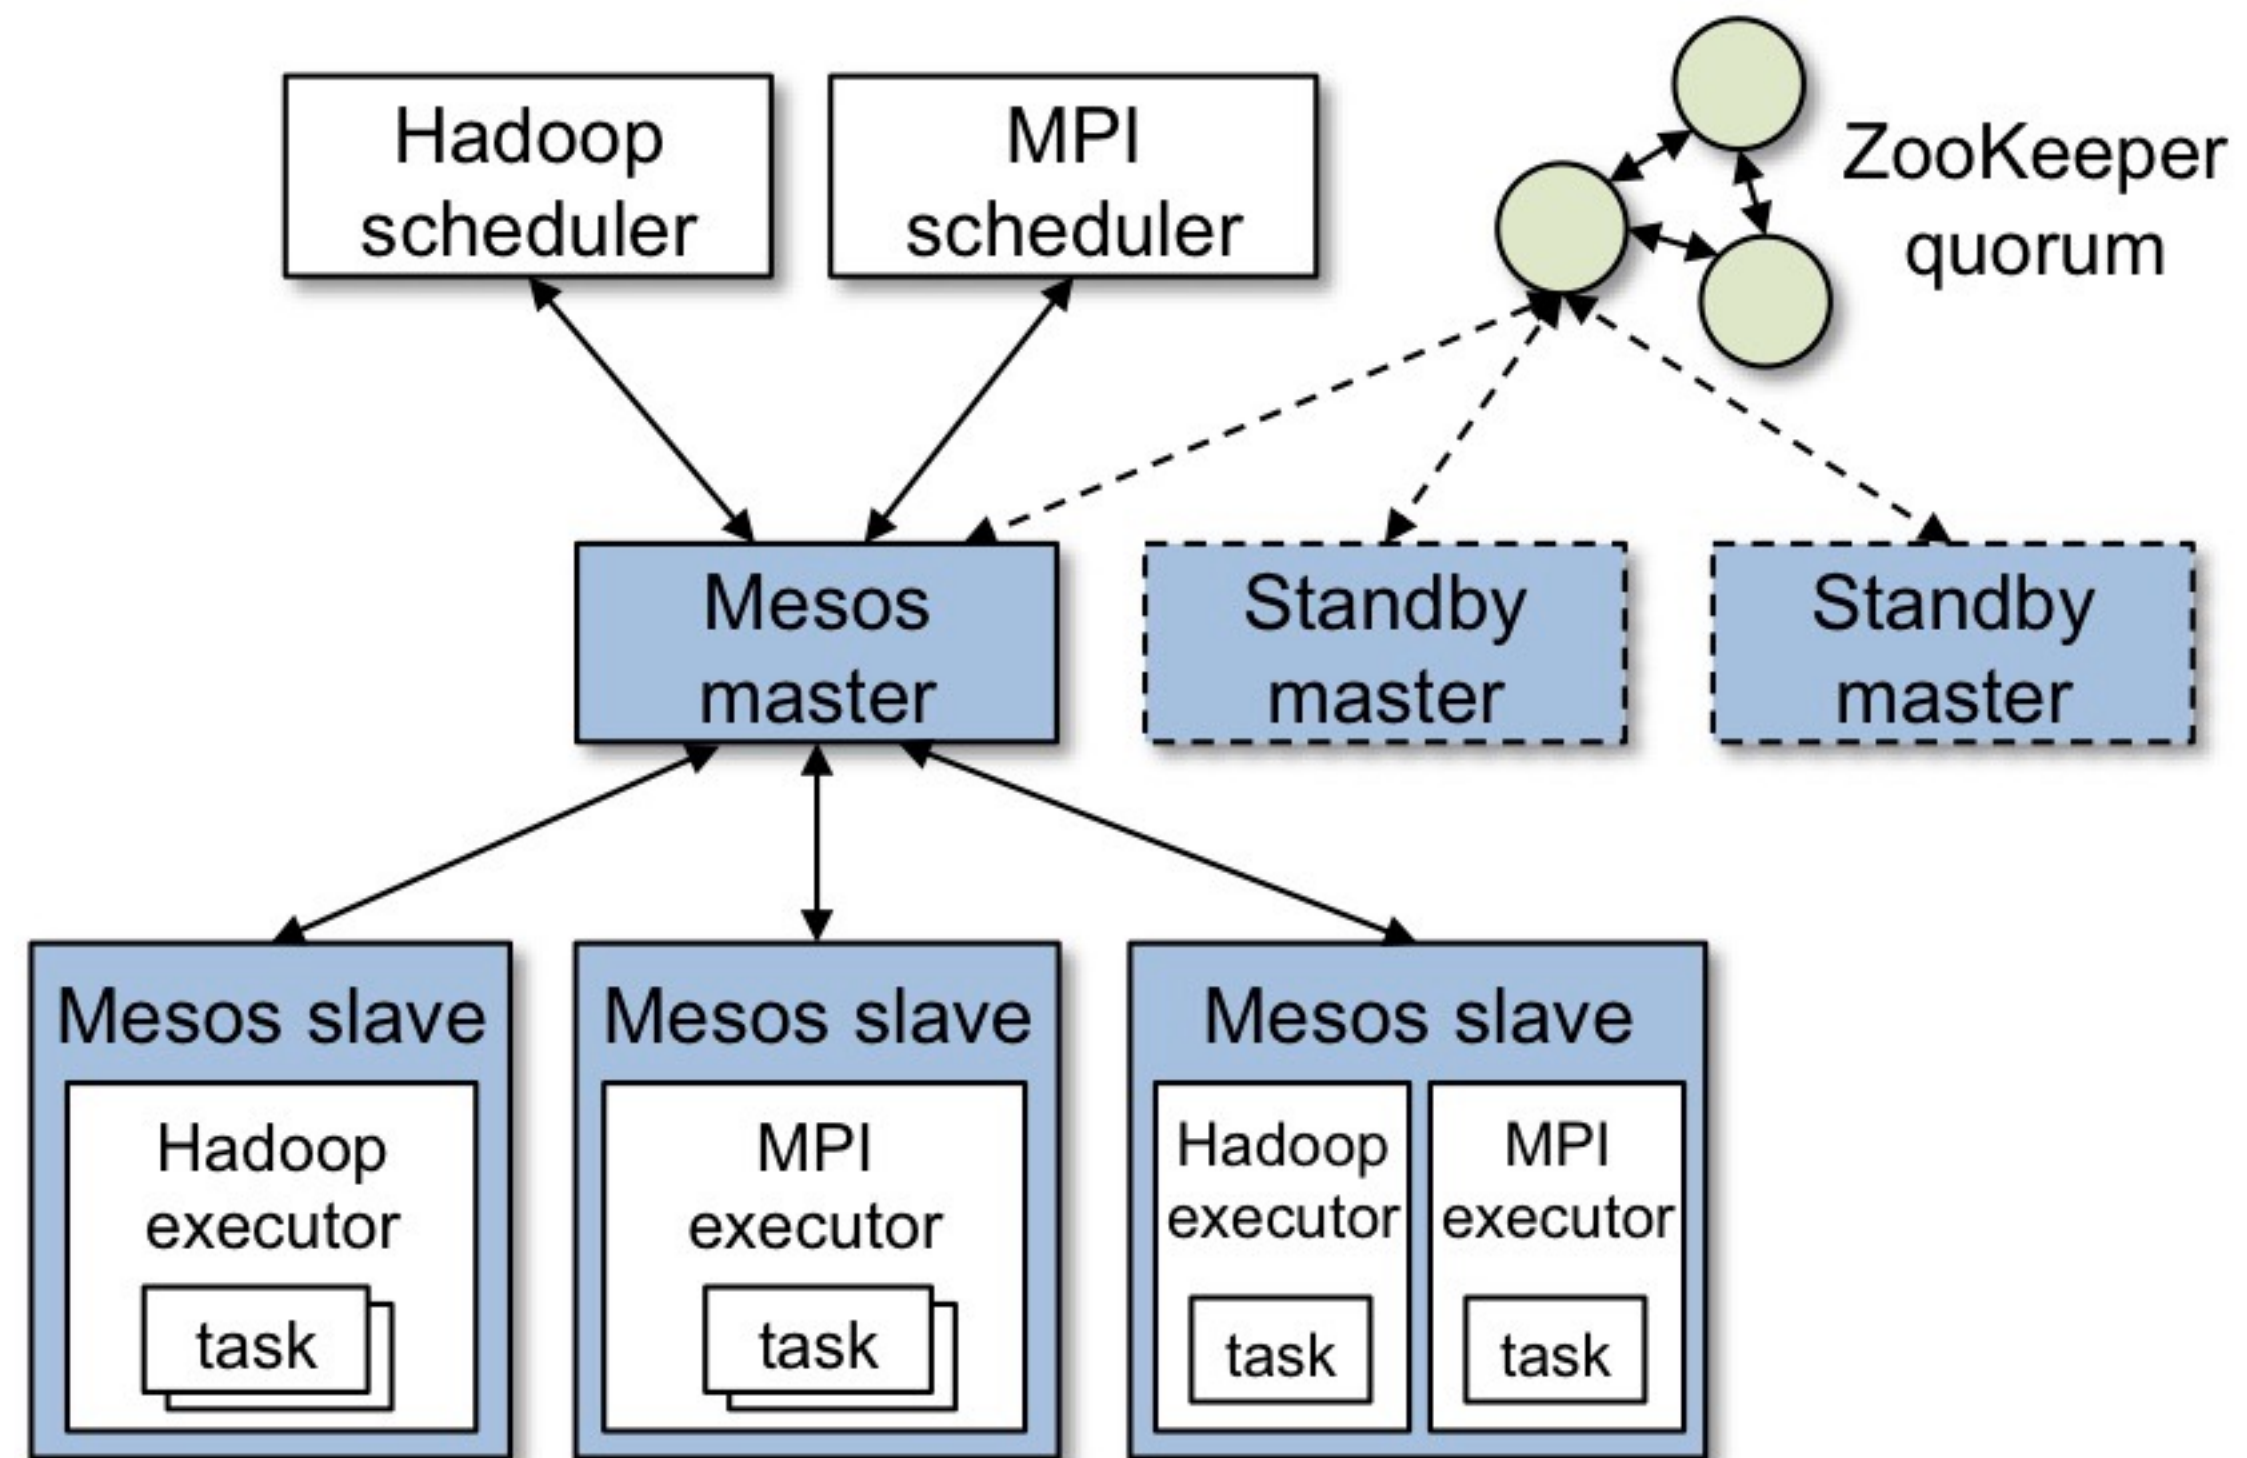 Hadoop
scheduler
MPI
scheduler
ZooKeeper
quorum
Mesos
master
Standby
master
Standby
master
Mesos slave
Hadoop
executor
task
Mesos slave
MPI
executor
task
Mesos slave
Hadoop
executor
task
MPI
executor
task